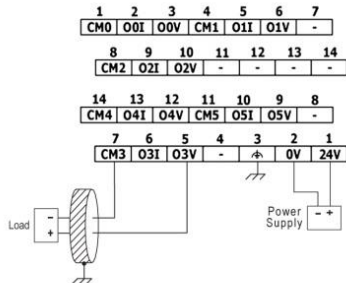 1 2 3 4 5 6 7
CM0 O0I O0V CM1 O1I O1V -
8 9 10 11 12 13 14
CM2 O2I O2V - - - -
14 13 12 11 10 9 8
CM4 O4I O4V CM5 O5I O5V -
7 6 5 4 3 2 1
CM3 O3I O3V - 0V 24V
Load - +
Power Supply - +